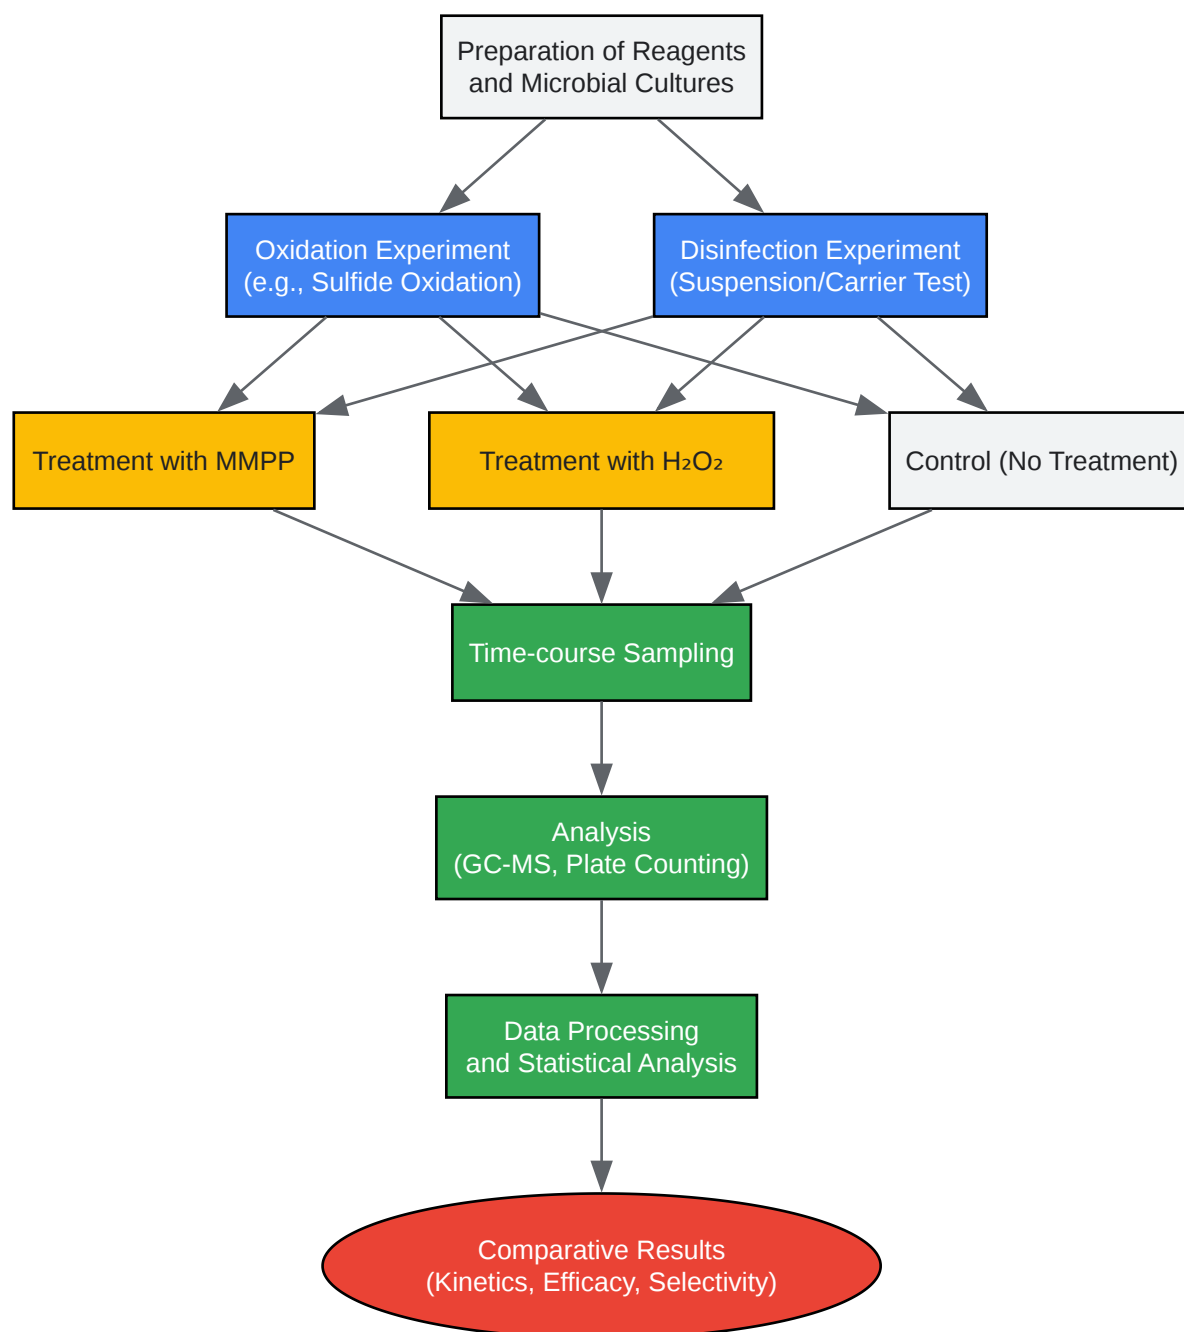 Preparation of Reagents
and Microbial Cultures
Oxidation Experiment
(e.g., Sulfide Oxidation)
Disinfection Experiment
(Suspension/Carrier Test)
Treatment with MMPP
Treatment with H₂O₂
Control (No Treatment)
Time-course Sampling
Analysis
(GC-MS, Plate Counting)
Data Processing
and Statistical Analysis
Comparative Results
(Kinetics, Efficacy, Selectivity)